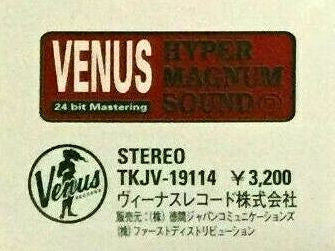 VENUS
24 bit Mastering
HYPER
MAGNUM
SOUND
Venus
RECORDS
STEREO
TKJV-19114 ¥3,200
ヴィーナスレコード株式会社
販売元:(株)徳間ジャパンコミュニケーションズ
(株)ファーストディストリビューション